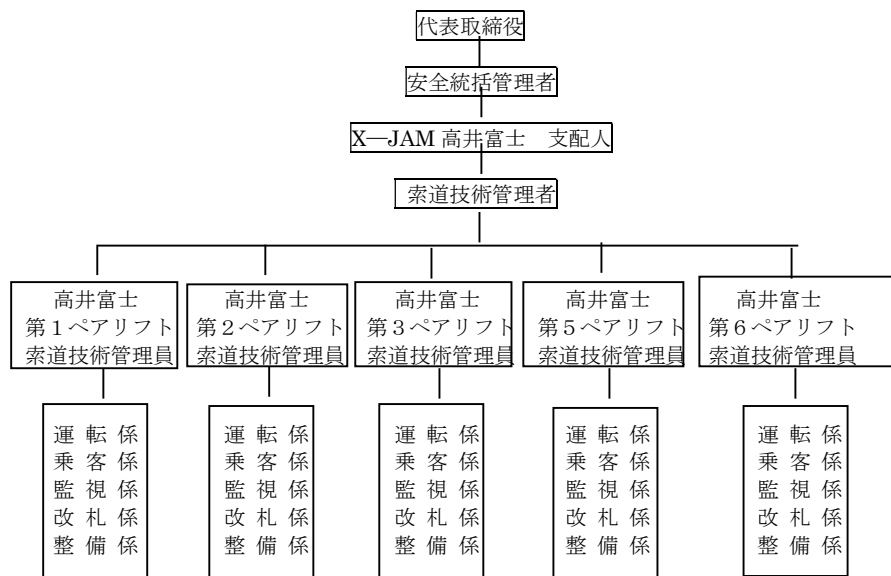 代表取締役
安全統括管理者
X―JAM 高井富士　支配人
索道技術管理者
高井富士
第１ペアリフト
索道技術管理員
高井富士
第２ペアリフト
索道技術管理員
高井富士
第３ペアリフト
索道技術管理員
高井富士
第５ペアリフト
索道技術管理員
高井富士
第６ペアリフト
索道技術管理員
運 転 係
乗 客 係
監 視 係
改 札 係
整 備 係
運 転 係
乗 客 係
監 視 係
改 札 係
整 備 係
運 転 係
乗 客 係
監 視 係
改 札 係
整 備 係
運 転 係
乗 客 係
監 視 係
改 札 係
整 備 係
運 転 係
乗 客 係
監 視 係
改 札 係
整 備 係